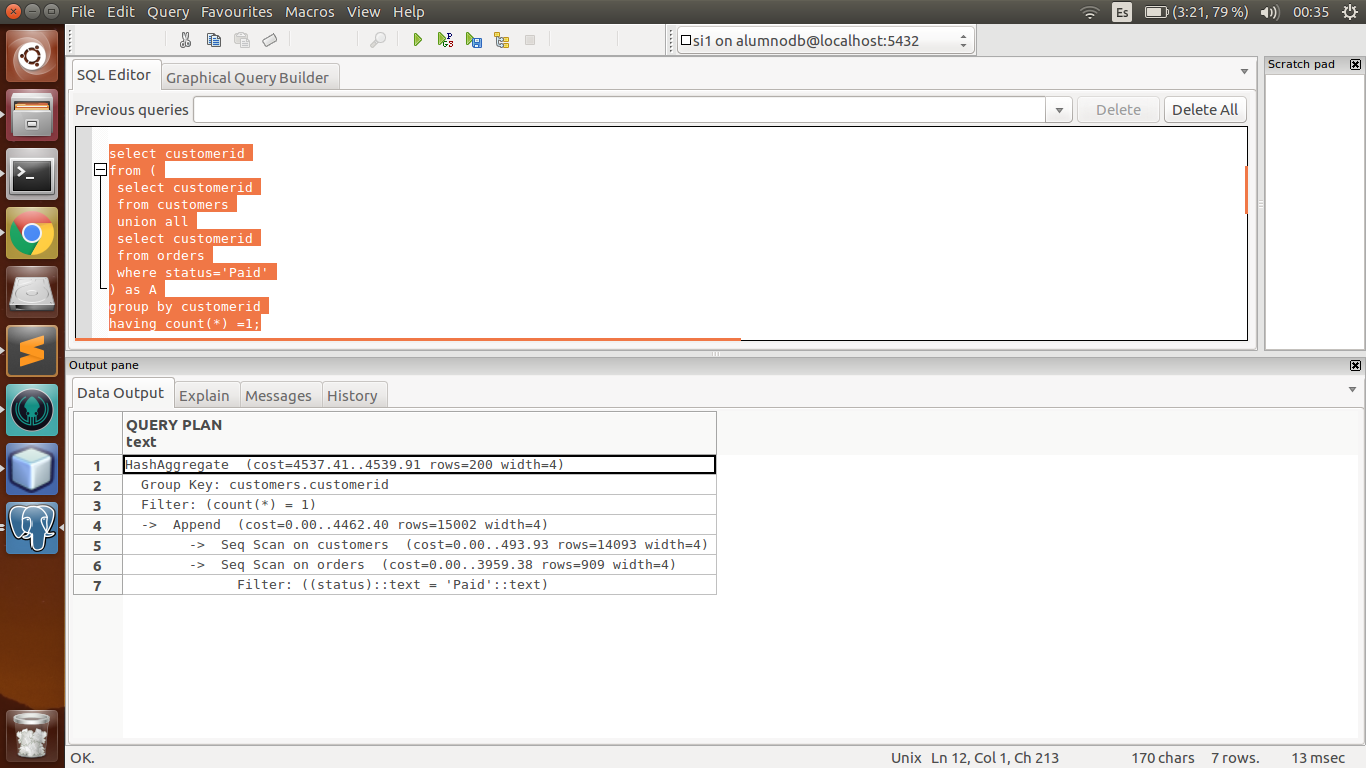 File Edit Query Favourites Macros View Help
Es
(3:21, 79 %)
00:35
si1 on alumnodb@localhost:5432
SQL Editor
Graphical Query Builder
Scratch pad
Previous queries
Delete
Delete All
select customerid
from (
select customerid
from customers
union all
select customerid
from orders
where status='Paid'
) as A
group by customerid
having count(*) =1;
Output pane
Data Output
Explain
Messages
History
QUERY PLAN
text
1 HashAggregate (cost=4537.41..4539.91 rows=200 width=4)
2 Group Key: customers.customerid
3 Filter: (count(*) = 1)
4 -> Append (cost=0.00..4462.40 rows=15002 width=4)
5 -> Seq Scan on customers (cost=0.00..493.93 rows=14093 width=4)
6 -> Seq Scan on orders (cost=0.00..3959.38 rows=909 width=4)
7 Filter: ((status)::text = 'Paid'::text)
OK.
Unix
Ln 12, Col 1, Ch 213
170 chars
7 rows.
13 msec